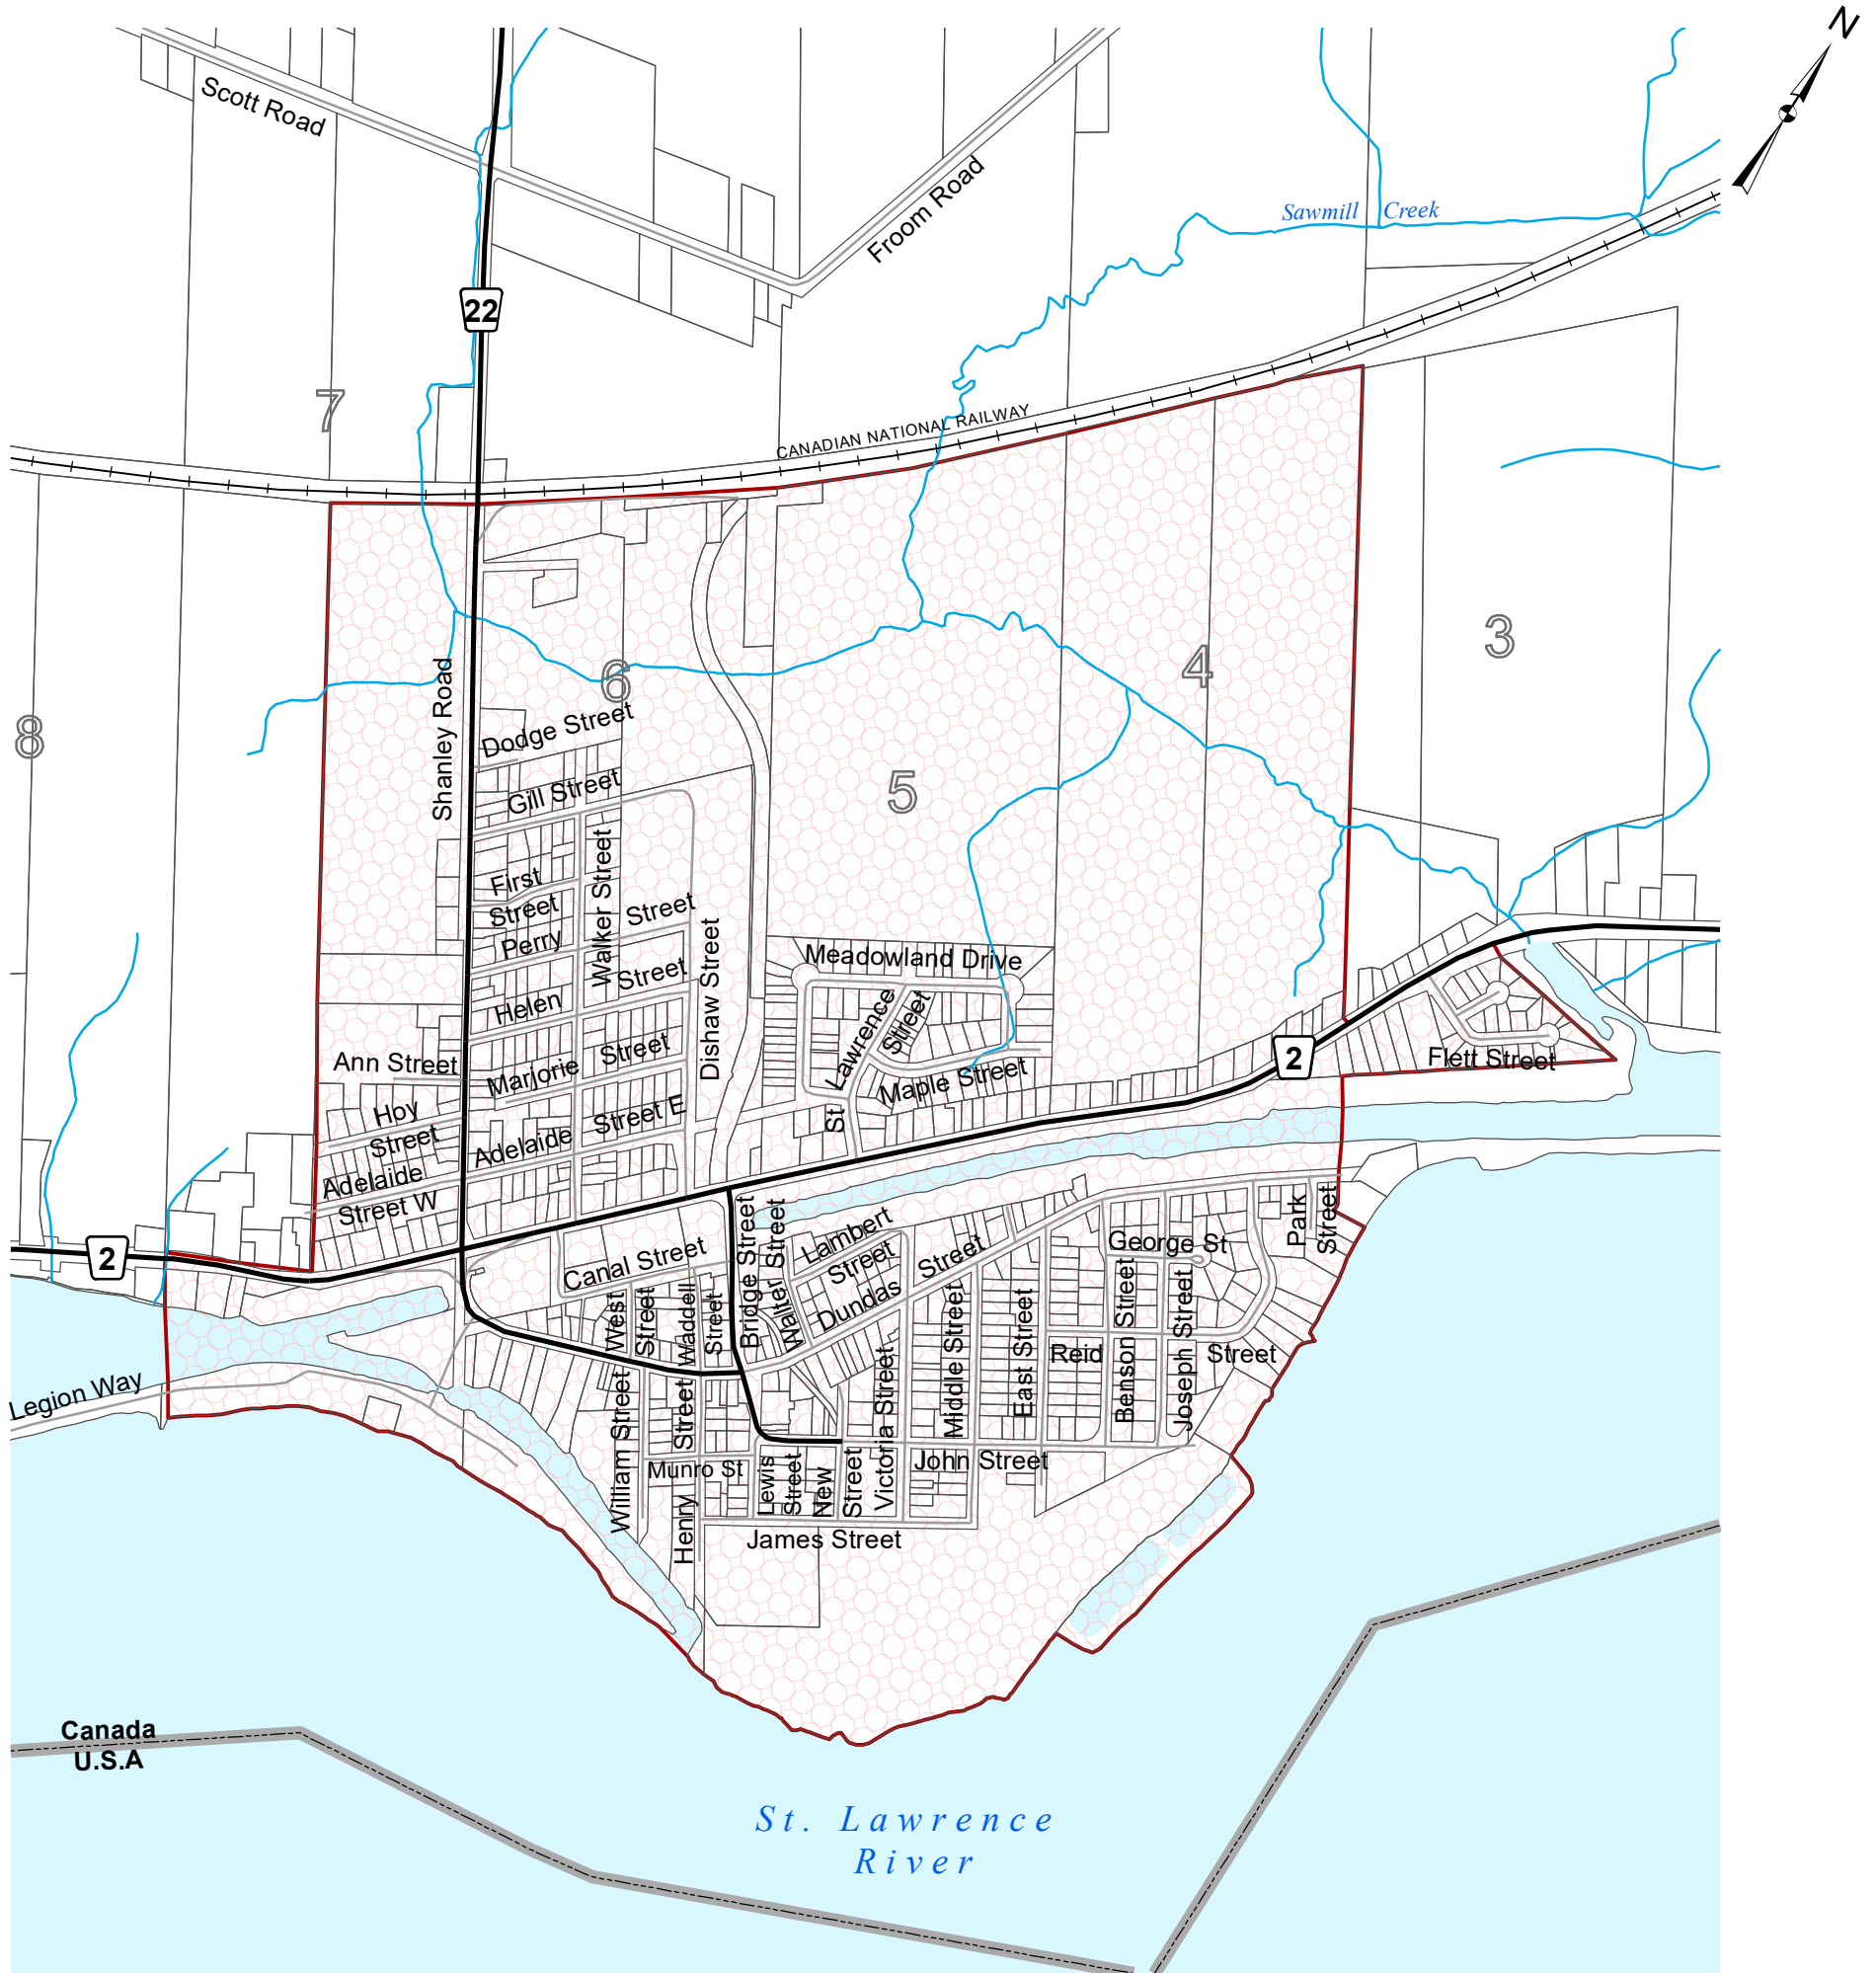 N
Scott Road
Froom Road
Sawmill Creek
22
7
CANADIAN NATIONAL RAILWAY
3
4
6
8
5
Shanley Road
Dodge Street
Gill Street
Walker Street
First
Street
Perry
Street
Helen
Street
Dishaw Street
Meadowland Drive
Lawrence
Street
Ann Street
Marjorie
Street
Maple Street
St
2
Flett Street
Hoy
Street
Adelaide
Street E
Adelaide
Street W
2
Canal Street
Bridge Street
Walter Street
Lambert
Street
Dundas
Street
George St
Park
Street
West
Street
Waddell
Street
Middle Street
East Street
Reid
Street
Benson Street
Joseph Street
Legion Way
William Street
Henry
Street
Munro St
Lewis
Street
New
Street
Victoria Street
John Street
James Street
Canada
U.S.A
St. Lawrence
River